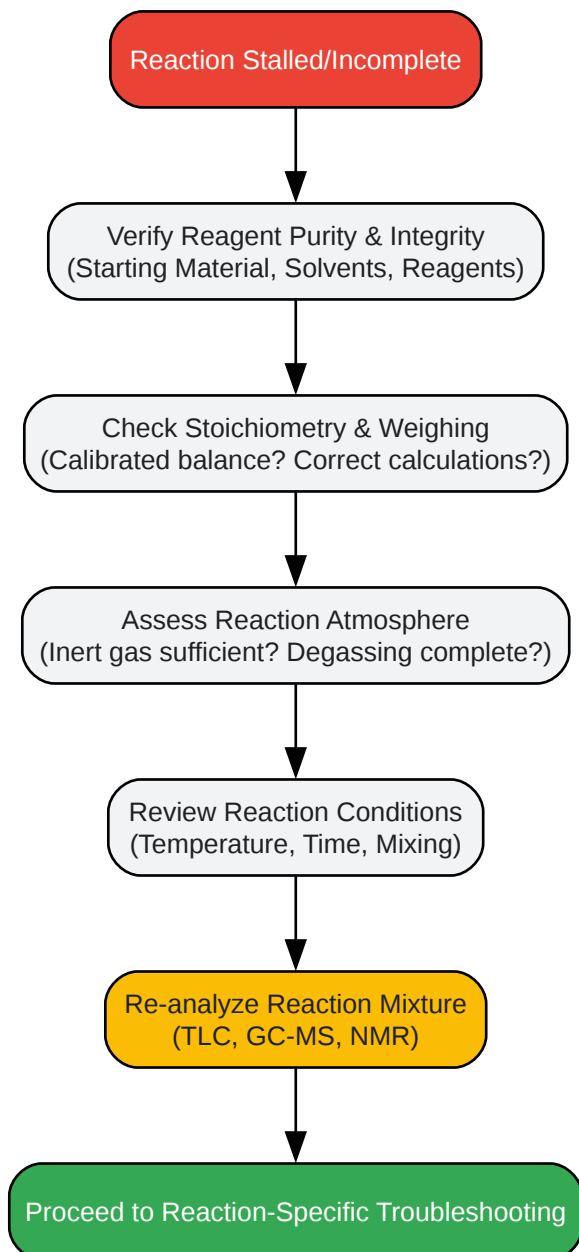 Reaction Stalled/Incomplete
Verify Reagent Purity & Integrity
(Starting Material, Solvents, Reagents)
Check Stoichiometry & Weighing
(Calibrated balance? Correct calculations?)
Assess Reaction Atmosphere
(Inert gas sufficient? Degassing complete?)
Review Reaction Conditions
(Temperature, Time, Mixing)
Re-analyze Reaction Mixture
(TLC, GC-MS, NMR)
Proceed to Reaction-Specific Troubleshooting